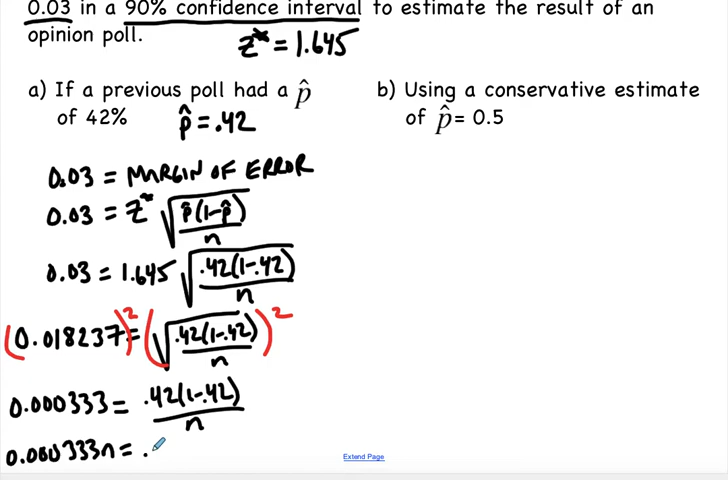 0.03 in a 90% confidence interval to estimate the result of an
opinion poll.
z* = 1.645
a) If a previous poll had a p̂
of 42%
p̂ = .42
0.03 = MARGIN OF ERROR
0.03 = z* √(p̂(1-p̂)/n)
0.03 = 1.645 √(.42(1-.42)/n)
(0.018237)² = (√(.42(1-.42)/n))²
0.000333 = .42(1-.42)/n
0.000333n = .
b) Using a conservative estimate
of p̂ = 0.5
Extend Page